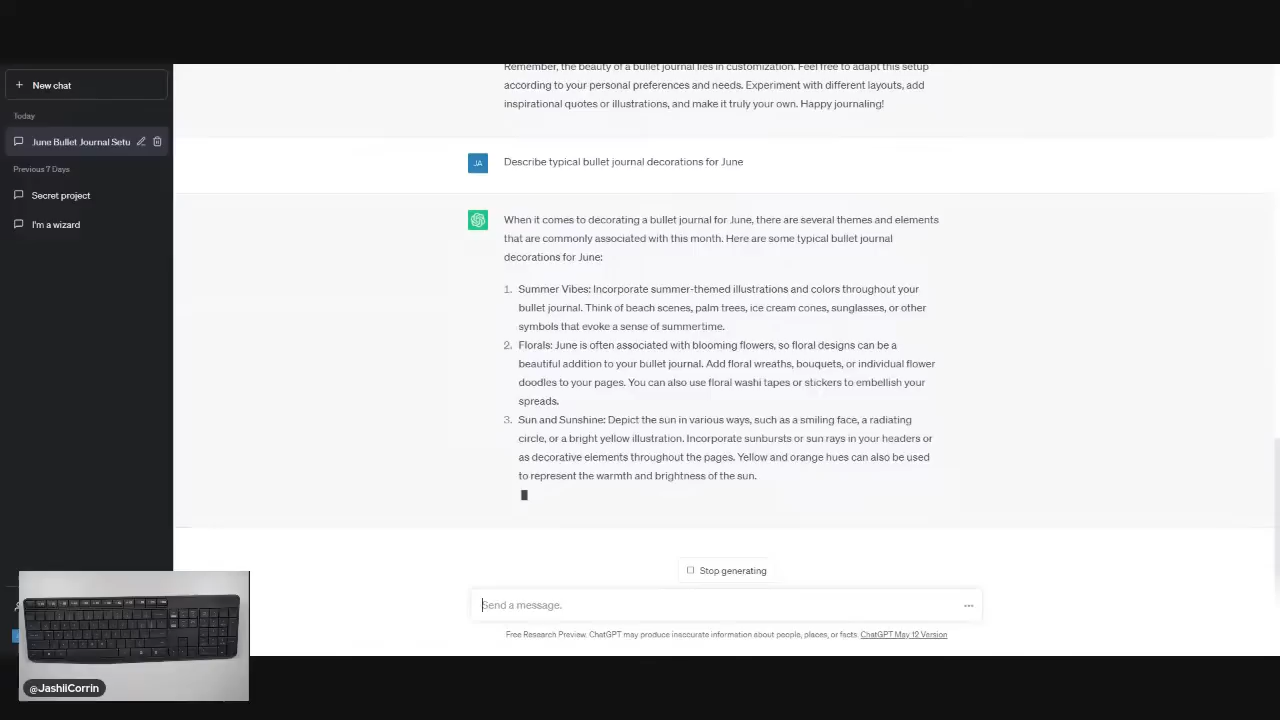 Remember, the beauty of a bullet journal lies in customization. Feel free to adapt this setup
according to your personal preferences and needs. Experiment with different layouts, add
inspirational quotes or illustrations, and make it truly your own. Happy journaling!
New chat
Today
June Bullet Journal Setu
Previous 7 Days
Secret project
I'm a wizard
JA
Describe typical bullet journal decorations for June
When it comes to decorating a bullet journal for June, there are several themes and elements
that are commonly associated with this month. Here are some typical bullet journal
decorations for June:
1. Summer Vibes: Incorporate summer-themed illustrations and colors throughout your
bullet journal. Think of beach scenes, palm trees, ice cream cones, sunglasses, or other
symbols that evoke a sense of summertime.
2. Florals: June is often associated with blooming flowers, so floral designs can be a
beautiful addition to your bullet journal. Add floral wreaths, bouquets, or individual flower
doodles to your pages. You can also use floral washi tapes or stickers to embellish your
spreads.
3. Sun and Sunshine: Depict the sun in various ways, such as a smiling face, a radiating
circle, or a bright yellow illustration. Incorporate sunbursts or sun rays in your headers or
as decorative elements throughout the pages. Yellow and orange hues can also be used
to represent the warmth and brightness of the sun.
Stop generating
Send a message.
Free Research Preview. ChatGPT may produce inaccurate information about people, places, or facts. ChatGPT May 12 Version
@JashiiCorrin